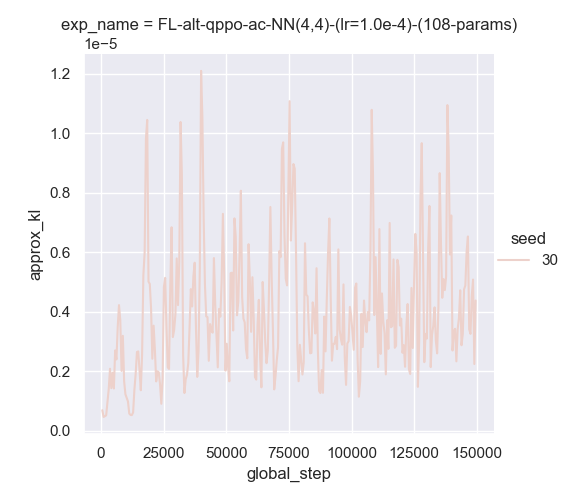 exp_name = FL-alt-qppo-ac-NN(4,4)-(lr=1.0e-4)-(108-params)
1e−5
1.2
1.0
0.8
0.6
0.4
0.2
0.0
approx_kl
seed
30
0 25000 50000 75000 100000 125000 150000
global_step